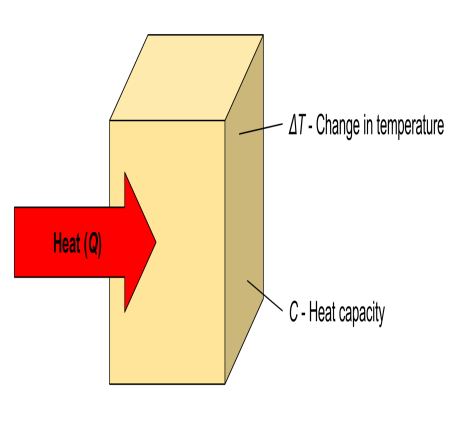 ΔT - Change in temperature
Heat (Q)
C - Heat capacity